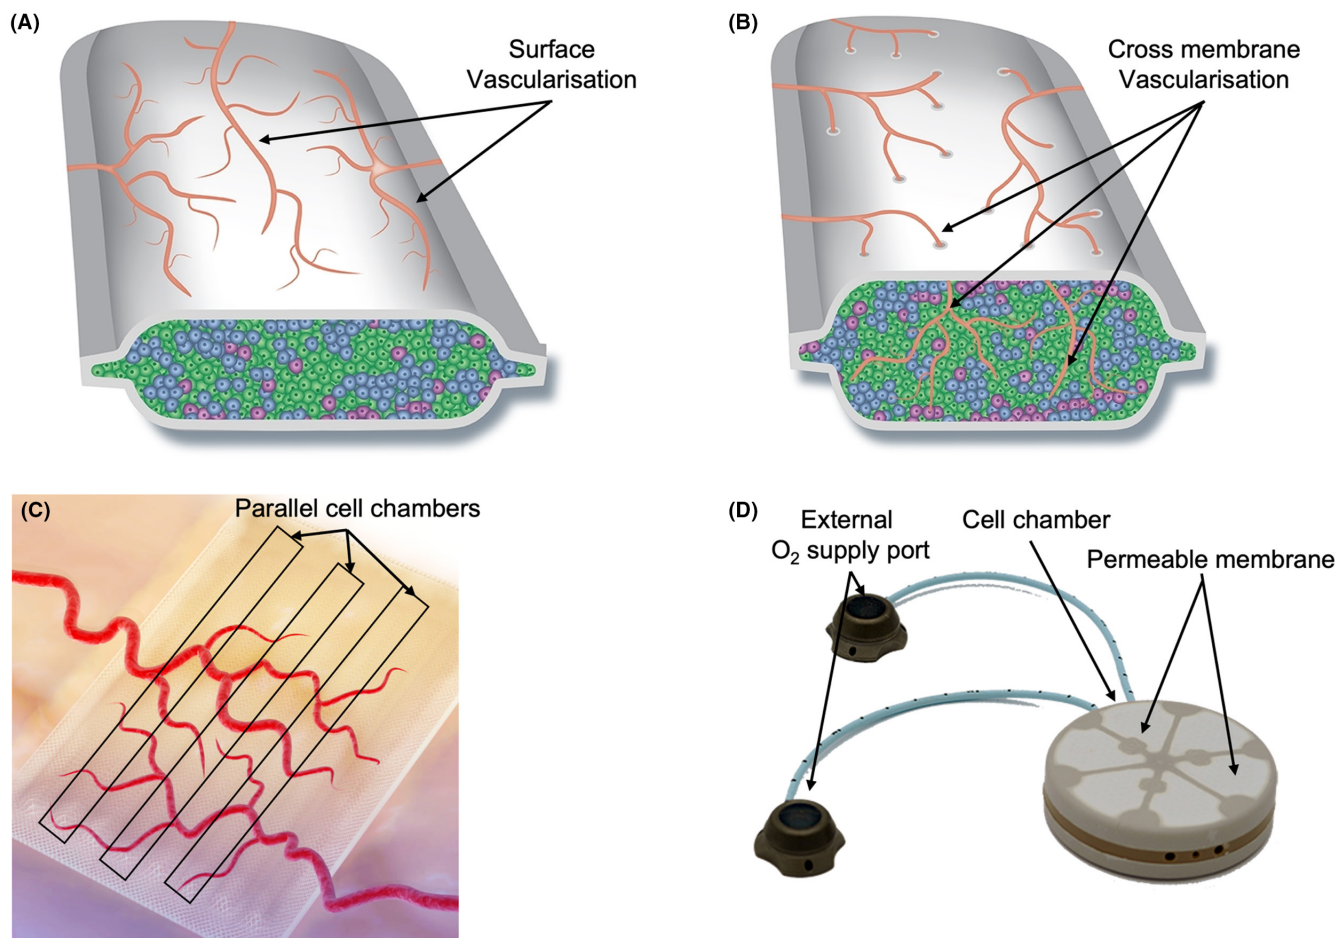 (A)
Surface
Vascularisation
(B)
Cross membrane
Vascularisation
(C)
Parallel cell chambers
(D)
External
O₂ supply port
Cell chamber
Permeable membrane